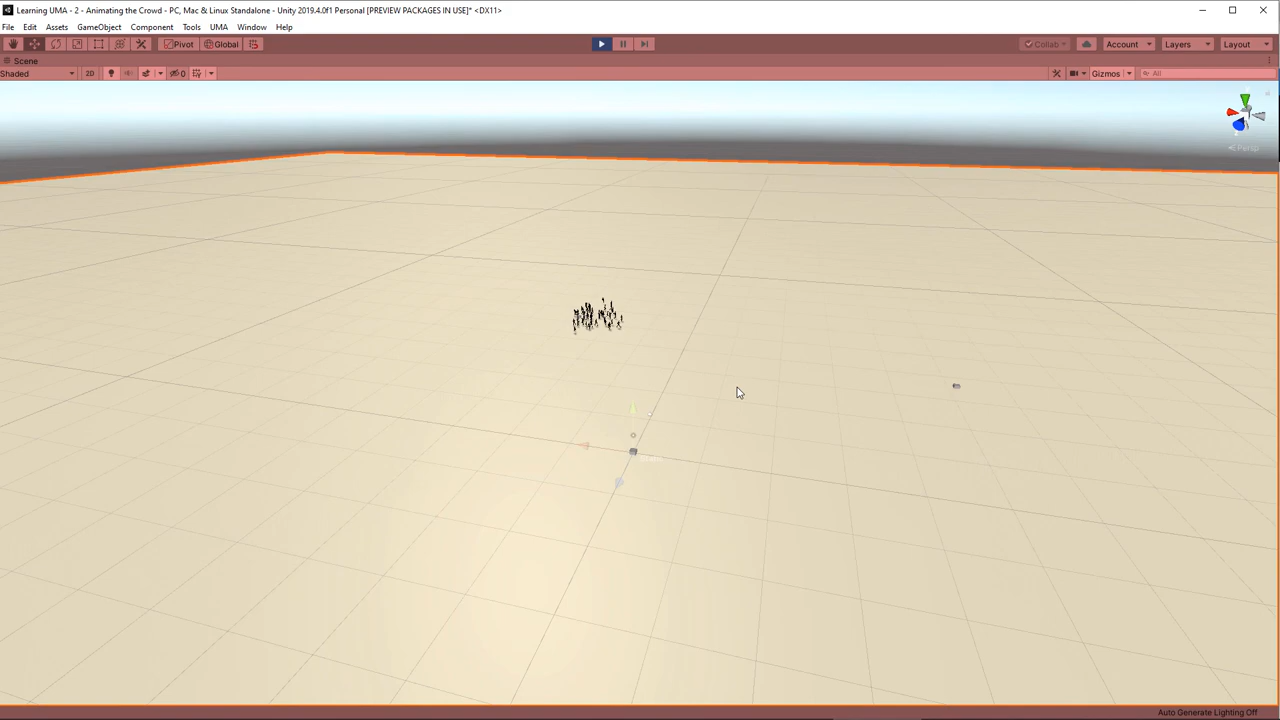 Learning UMA - 2 - Animating the Crowd - PC, Mac & Linux Standalone - Unity 2019.4.0f1 Personal [PREVIEW PACKAGES IN USE]* <DX11>
File Edit Assets GameObject Component Tools UMA Window Help
Pivot Global Collab Account Layers Layout
Scene
Shaded 2D 0 Gizmos All
Persp
Auto Generate Lighting Off